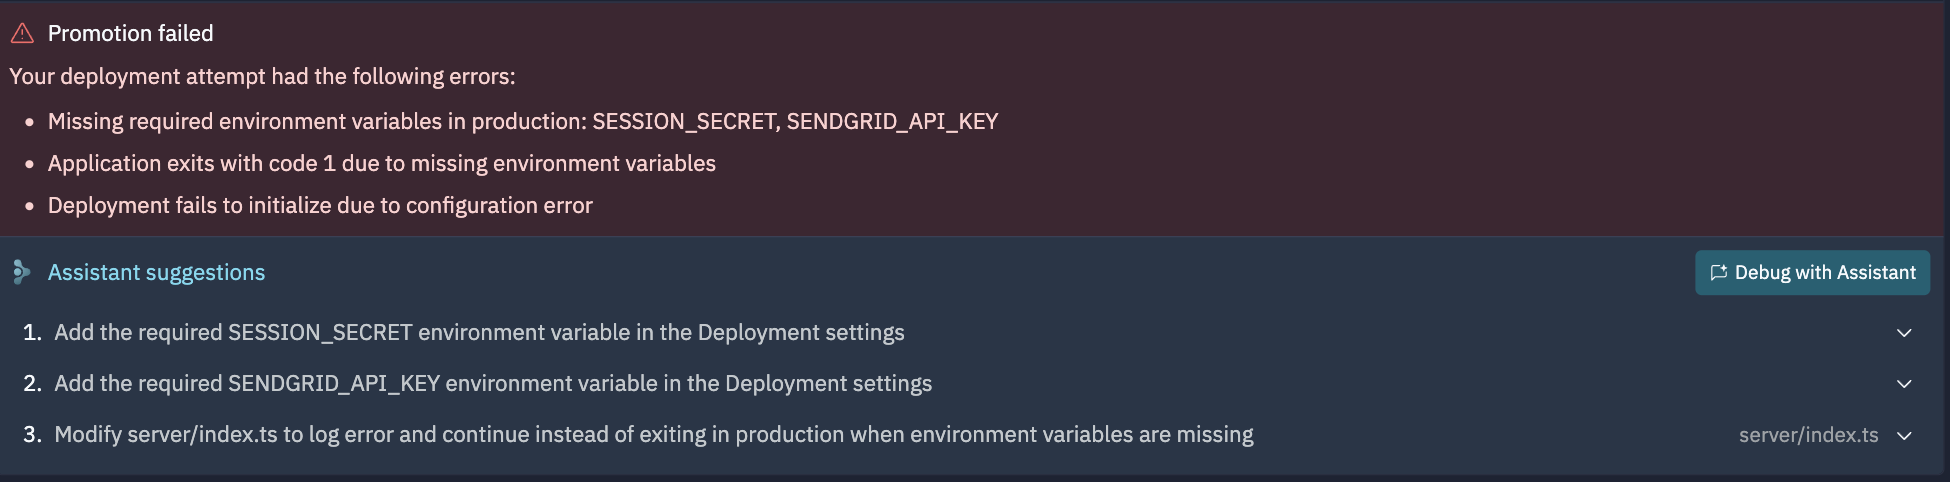 Promotion failed
Your deployment attempt had the following errors:
• Missing required environment variables in production: SESSION_SECRET, SENDGRID_API_KEY
• Application exits with code 1 due to missing environment variables
• Deployment fails to initialize due to configuration error
Assistant suggestions
Debug with Assistant
1. Add the required SESSION_SECRET environment variable in the Deployment settings
2. Add the required SENDGRID_API_KEY environment variable in the Deployment settings
3. Modify server/index.ts to log error and continue instead of exiting in production when environment variables are missing server/index.ts